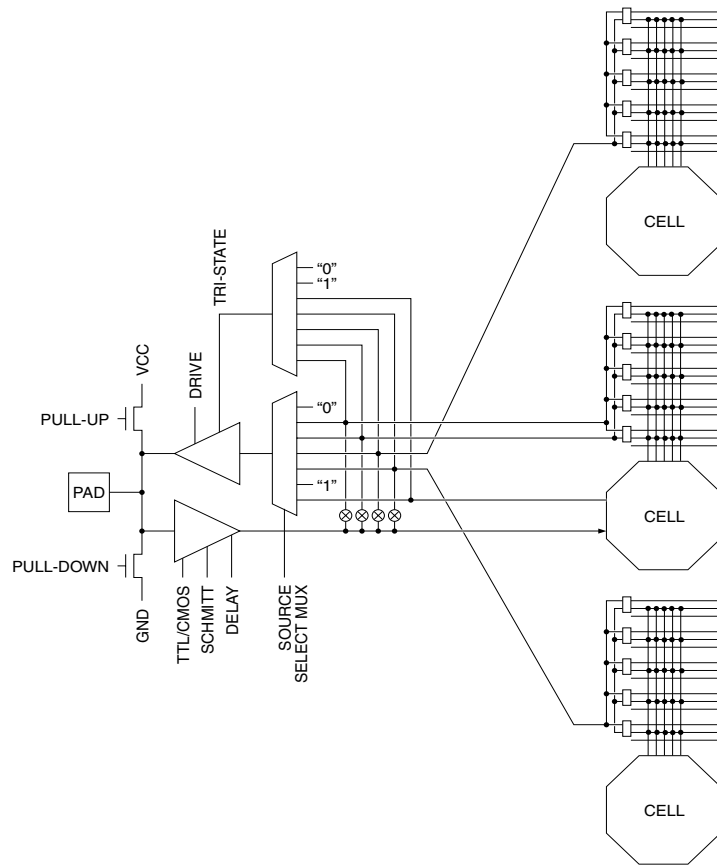 CELL
TRI-STATE
"0"
"1"
VCC
DRIVE
PULL-UP
"0"
PAD
"1"
CELL
PULL-DOWN
GND
TTL/CMOS
SCHMITT
DELAY
SOURCE
SELECT MUX
CELL